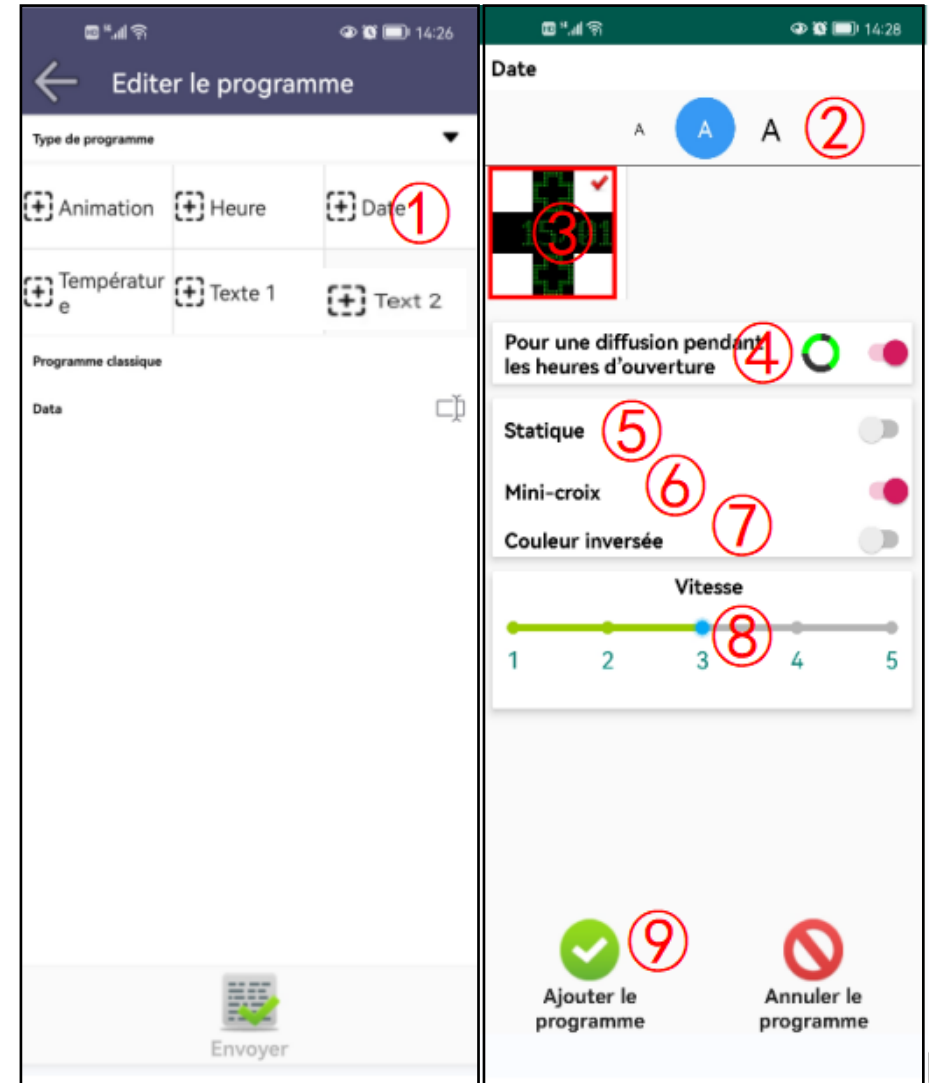 14:26
Editer le programme
Type de programme
Animation
Heure
Date
①
Températur
e
Texte 1
Text 2
Programme classique
Data
Envoyer
14:28
Date
A A A ②
③
15 01
Pour une diffusion pendant
les heures d’ouverture
④
Statique ⑤
Mini-croix ⑥
Couleur inversée ⑦
Vitesse
⑧
1 2 3 4 5
⑨
Ajouter le
programme
Annuler le
programme